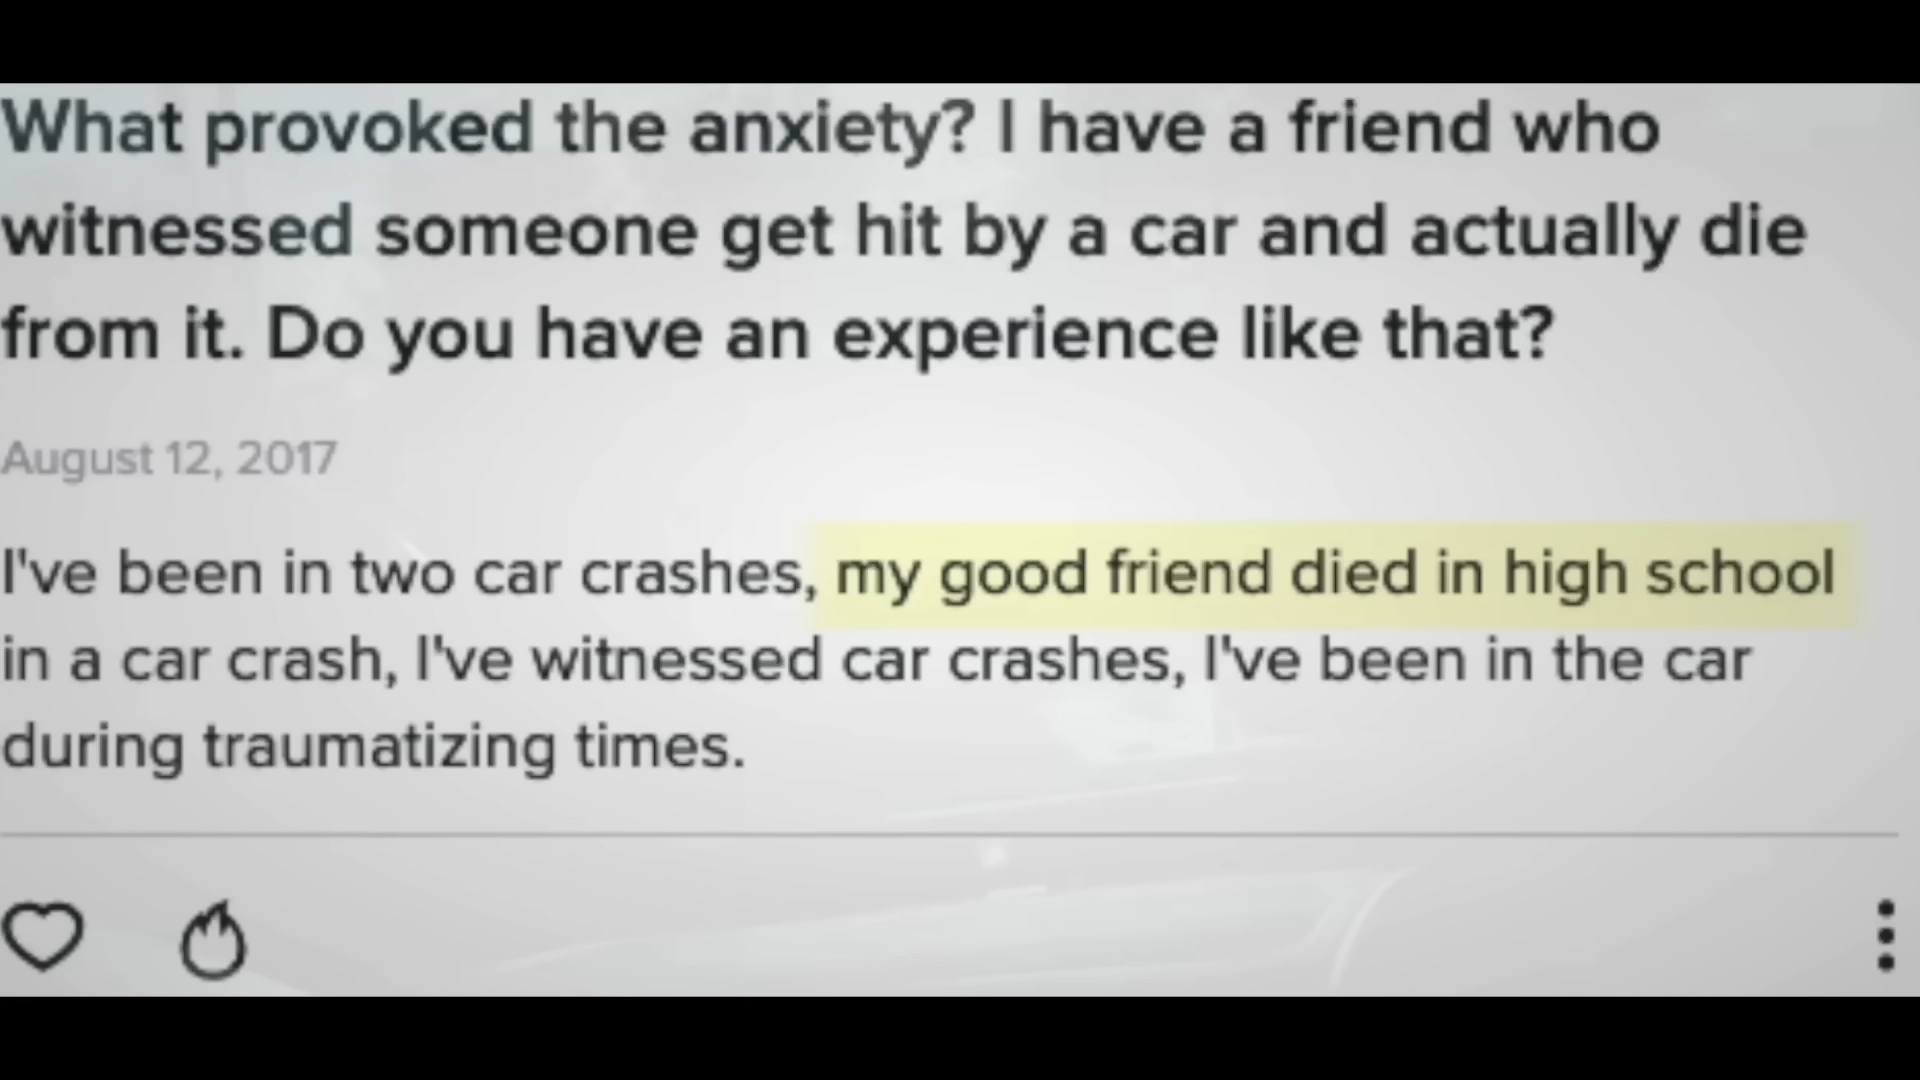 What provoked the anxiety? I have a friend who
witnessed someone get hit by a car and actually die
from it. Do you have an experience like that?
August 12, 2017
I've been in two car crashes, my good friend died in high school
in a car crash, I've witnessed car crashes, I've been in the car
during traumatizing times.